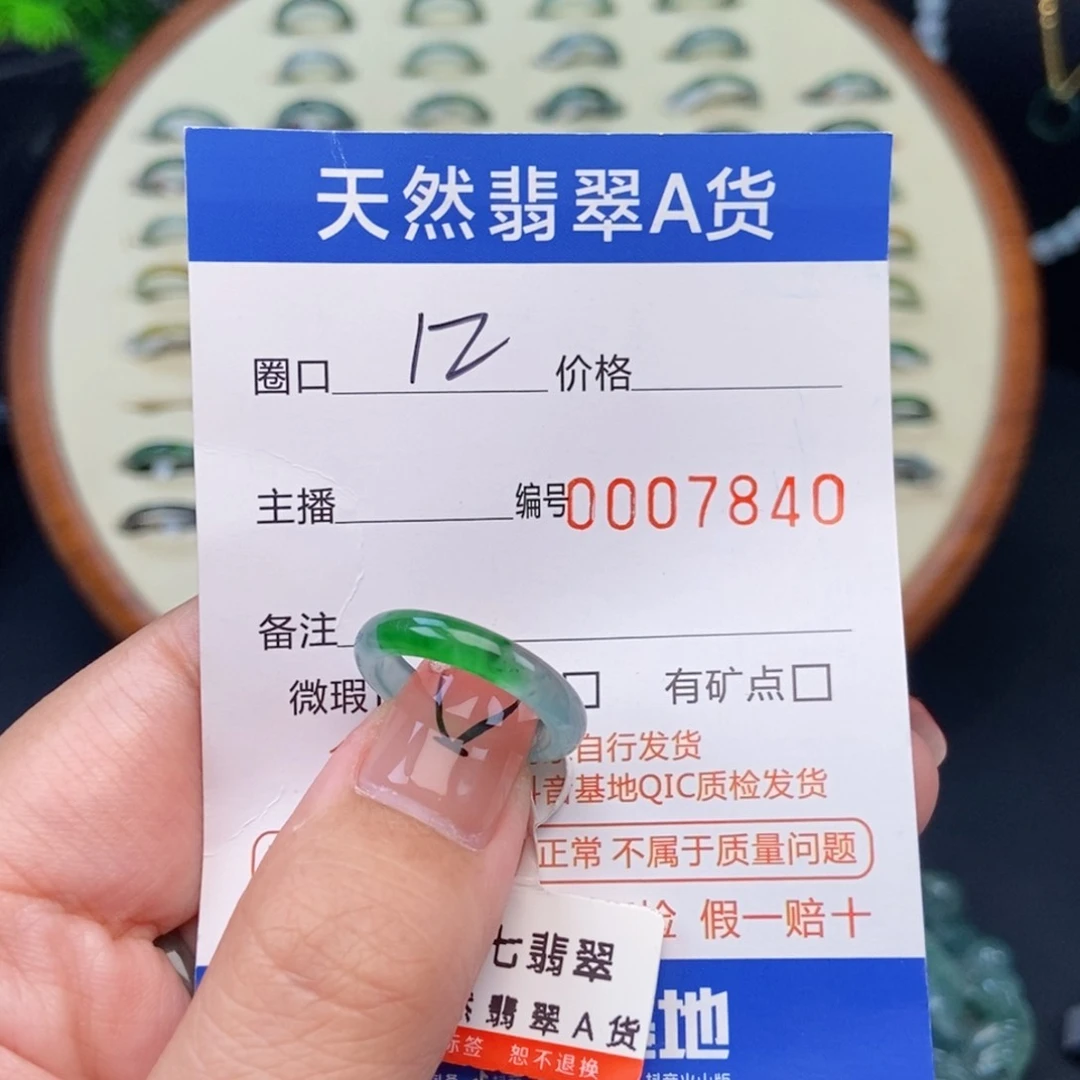 天然翡翠A货
圈口 12 价格
主播 编号0007840
备注
微瑕 有矿点
自行发货
音基地QIC质检发货
正常 不属于质量问题
检 假一赔十
七翡翠
翡翠A货
标签 恕不退换
地